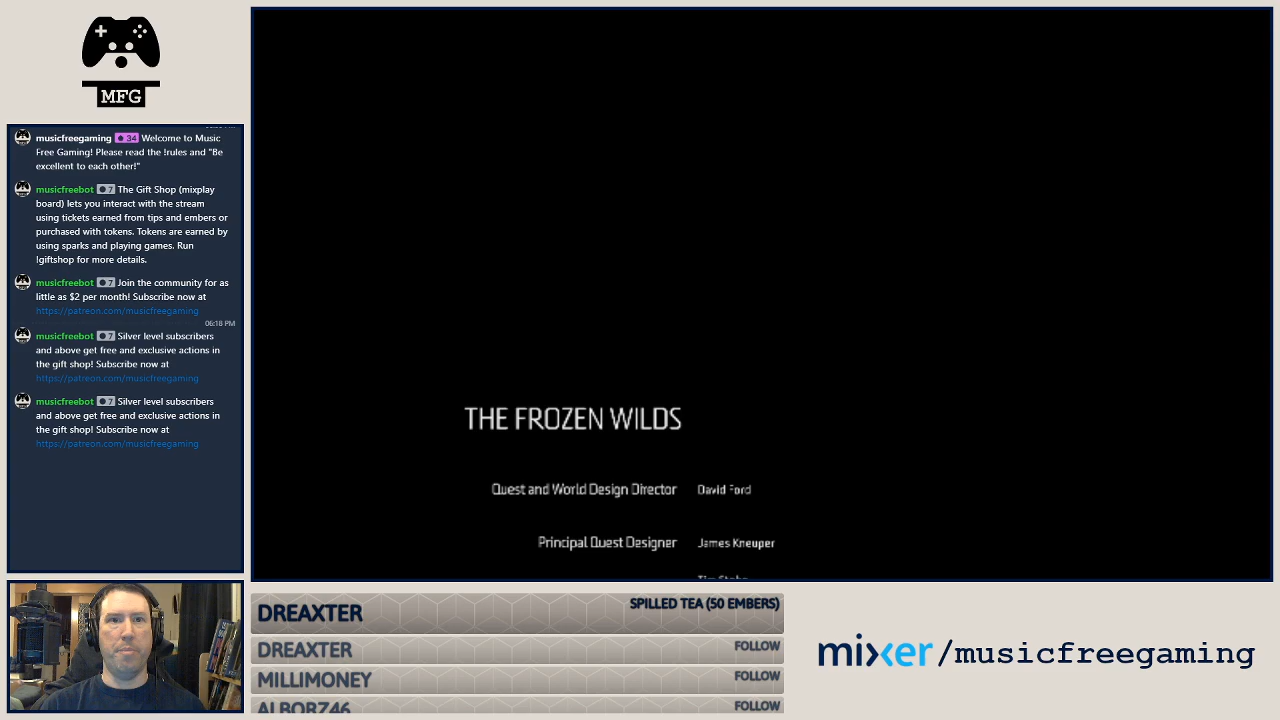 MFG
musicfreegaming 34 Welcome to Music
Free Gaming! Please read the !rules and "Be
excellent to each other!"
musicfreebot 7 The Gift Shop (mixplay
board) lets you interact with the stream
using tickets earned from tips and embers or
purchased with tokens. Tokens are earned by
using sparks and playing games. Run
!giftshop for more details.
musicfreebot 7 Join the community for as
little as $2 per month! Subscribe now at
https://patreon.com/musicfreegaming
06:18 PM
musicfreebot 7 Silver level subscribers
and above get free and exclusive actions in
the gift shop! Subscribe now at
https://patreon.com/musicfreegaming
musicfreebot 7 Silver level subscribers
and above get free and exclusive actions in
the gift shop! Subscribe now at
https://patreon.com/musicfreegaming
THE FROZEN WILDS
Quest and World Design Director David Ford
Principal Quest Designer James Kneuper
DREAXTER SPILLED TEA (50 EMBERS)
DREAXTER FOLLOW
MILLIMONEY FOLLOW
ALBORZ46 FOLLOW
mixer/musicfreegaming